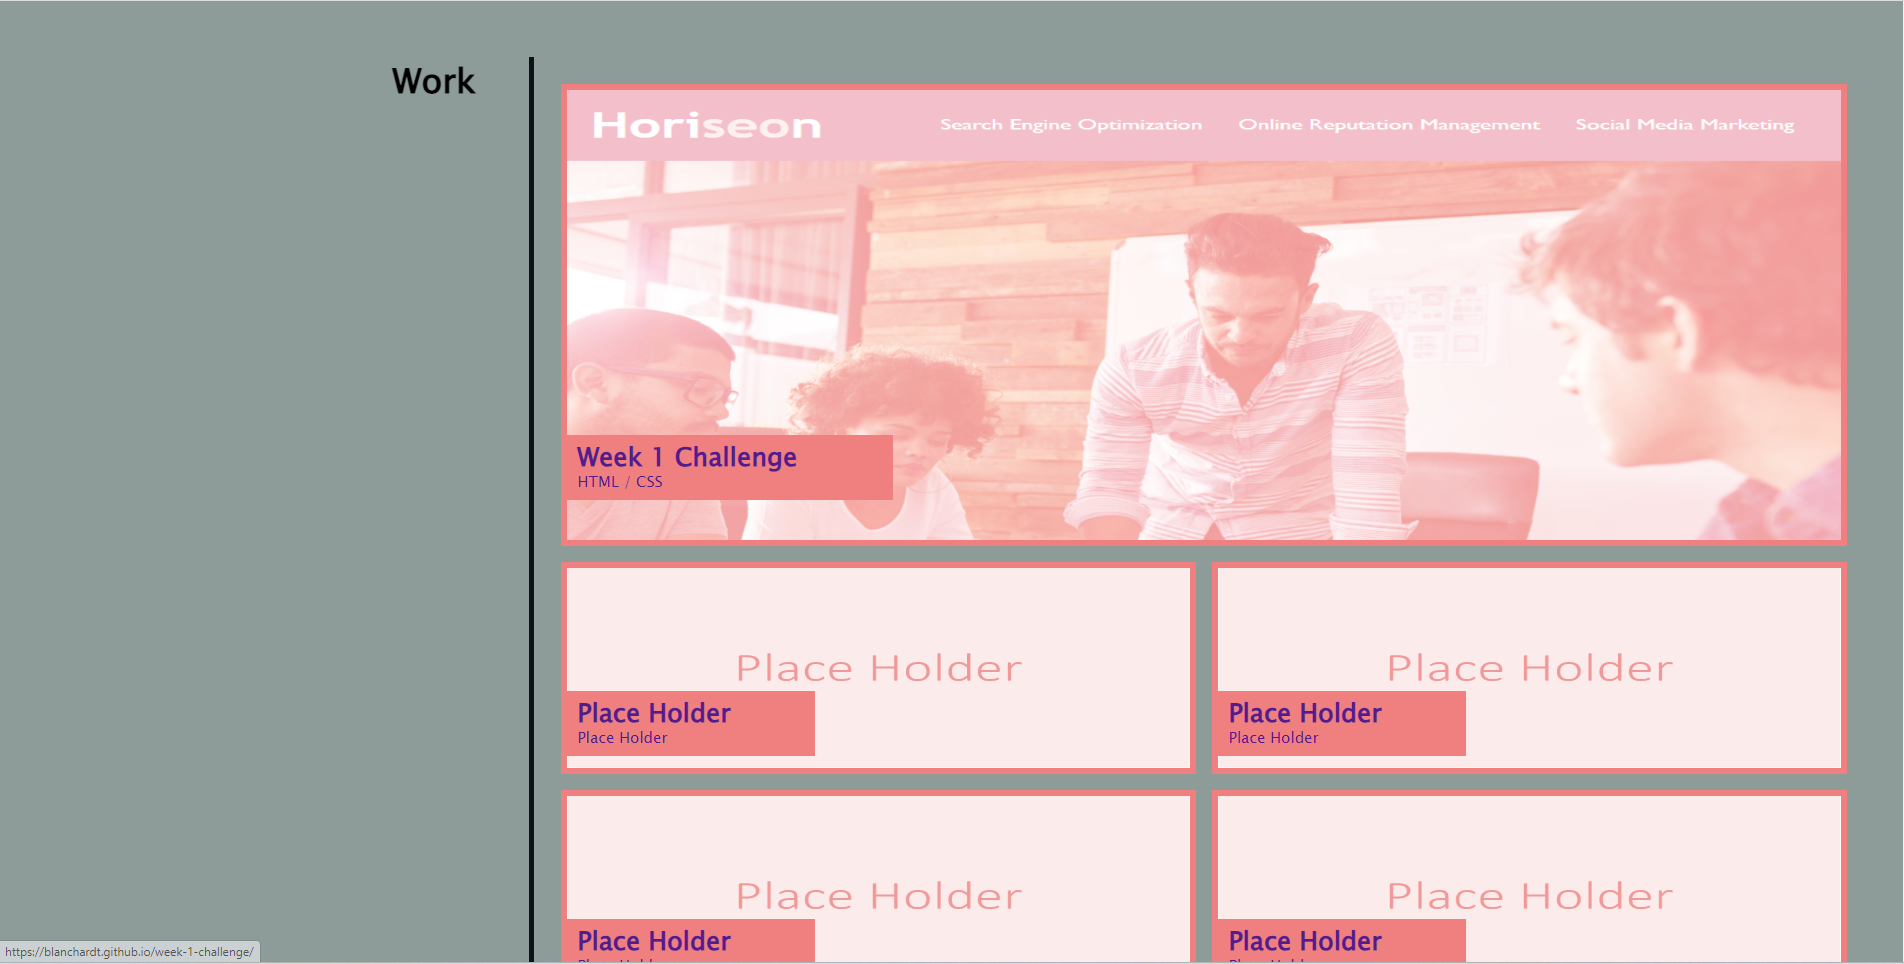 Work
Horiseon
Search Engine Optimization Online Reputation Management Social Media Marketing
Week 1 Challenge
HTML / CSS
Place Holder
Place Holder
Place Holder
Place Holder
Place Holder
Place Holder
Place Holder
Place Holder
Place Holder
Place Holder
https://blanchardt.github.io/week-1-challenge/